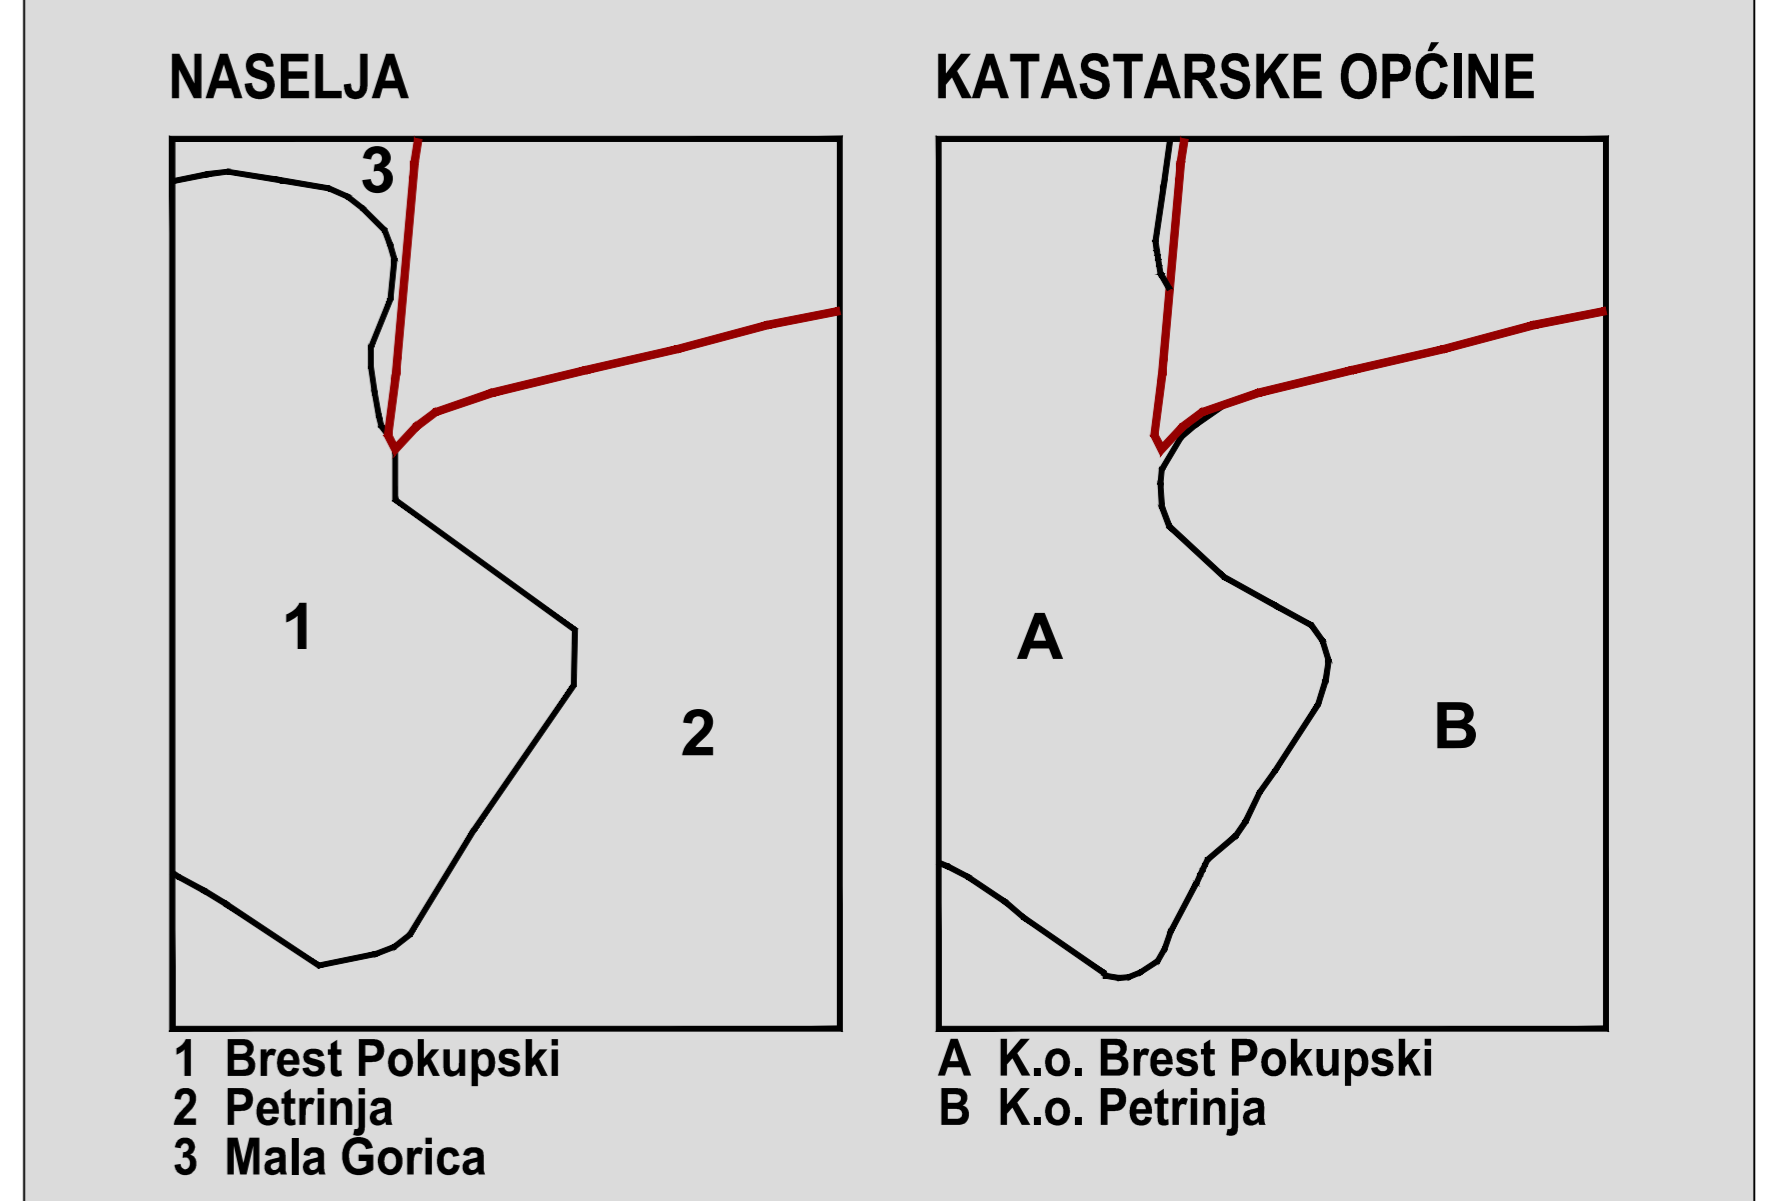 NASELJA
3
1
2
1 Brest Pokupski
2 Petrinja
3 Mala Gorica
KATASTARSKE OPĆINE
A
B
A K.o. Brest Pokupski
B K.o. Petrinja